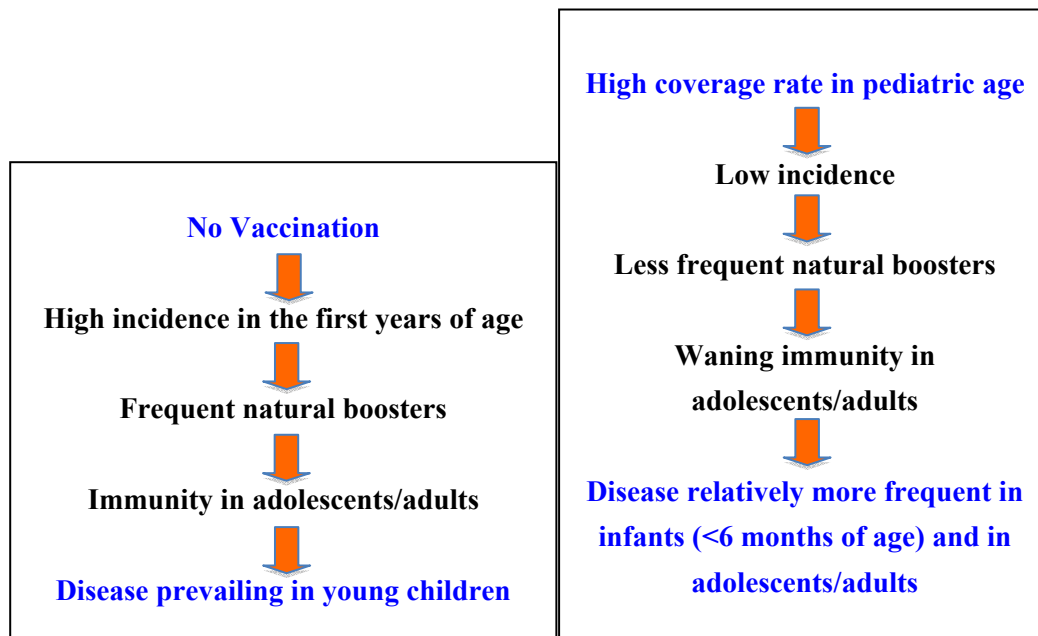 No Vaccination
High incidence in the first years of age
Frequent natural boosters
Immunity in adolescents/adults
Disease prevailing in young children
High coverage rate in pediatric age
Low incidence
Less frequent natural boosters
Waning immunity in
adolescents/adults
Disease relatively more frequent in
infants (<6 months of age) and in
adolescents/adults